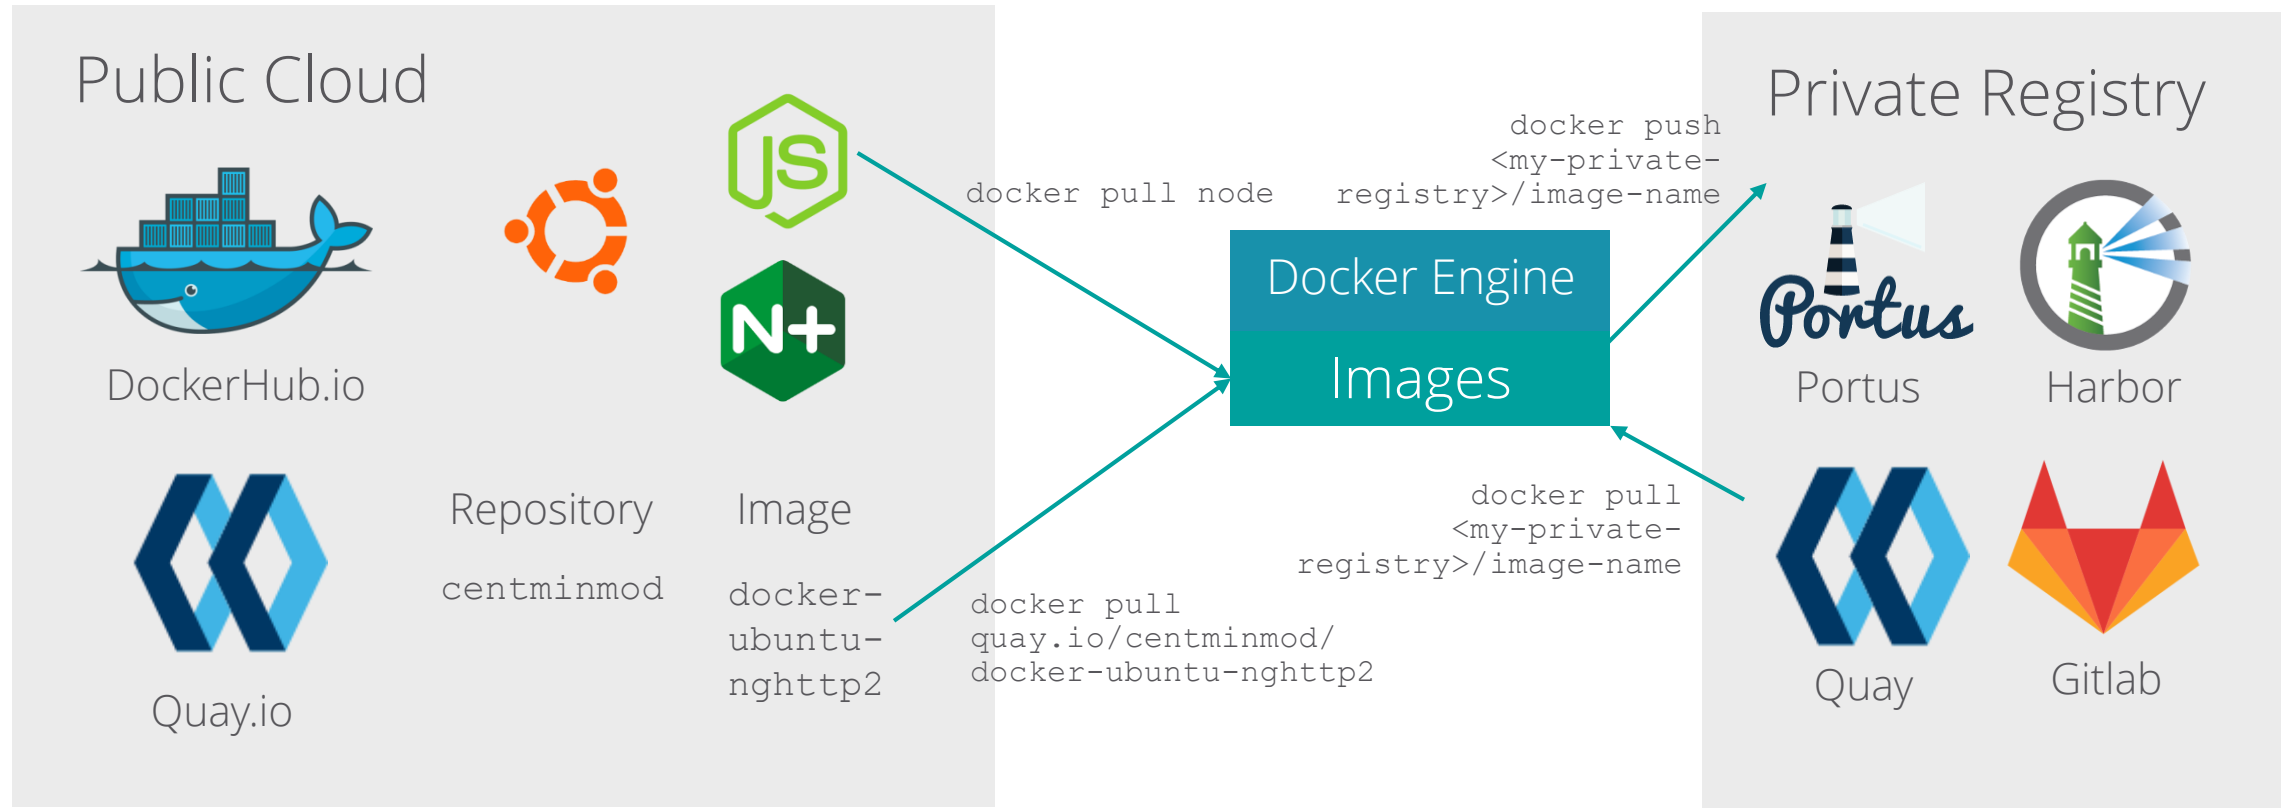 Public Cloud
JS
N+
DockerHub.io
Repository
Image
centminmod
docker-
ubuntu-
nghttp2
Quay.io
docker pull node
docker push
<my-private-
registry>/image-name
Docker Engine
Images
docker pull
<my-private-
registry>/image-name
docker pull
quay.io/centminmod/
docker-ubuntu-nghttp2
Private Registry
Portus
Portus
Harbor
Quay
Gitlab